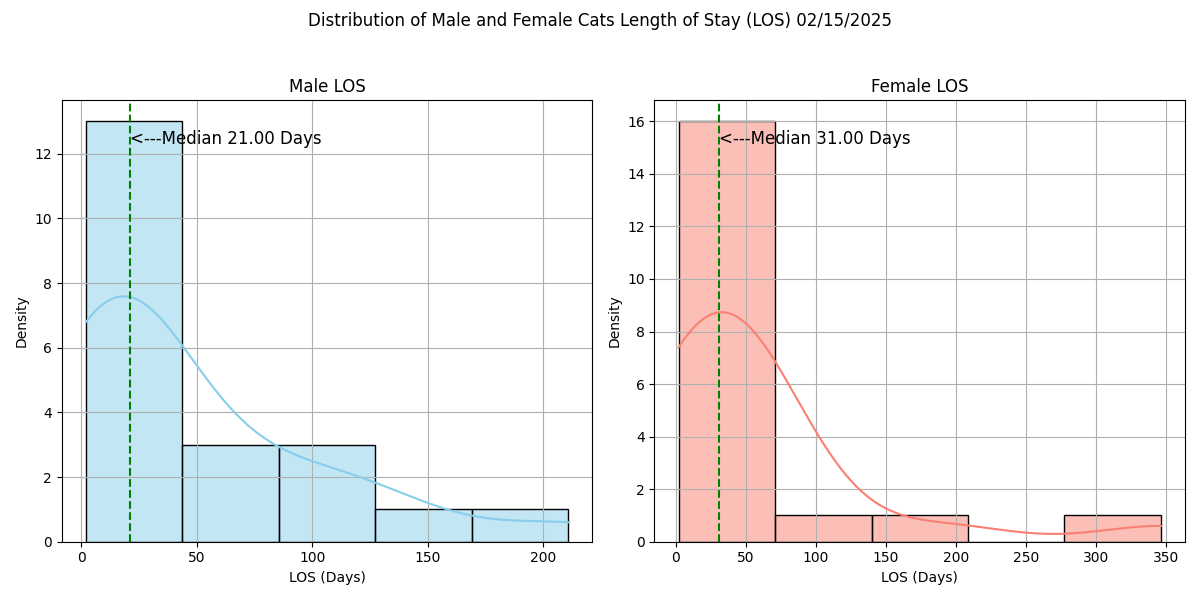 Distribution of Male and Female Cats Length of Stay (LOS) 02/15/2025
Male LOS
<---Median 21.00 Days
Density
12
10
8
6
4
2
0
0 50 100 150 200
LOS (Days)
Female LOS
<---Median 31.00 Days
Density
16
14
12
10
8
6
4
2
0
0 50 100 150 200 250 300 350
LOS (Days)